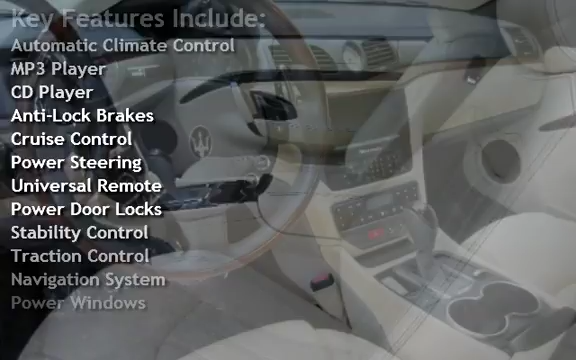 Key Features Include:
Automatic Climate Control
MP3 Player
CD Player
Anti-Lock Brakes
Cruise Control
Power Steering
Universal Remote
Power Door Locks
Stability Control
Traction Control
Navigation System
Power Windows